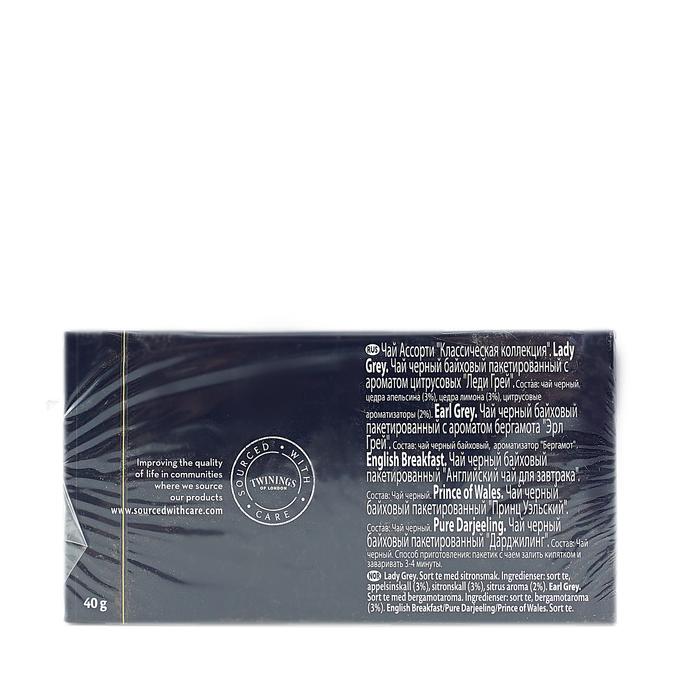 Improving the quality
of life in communities
where we source
our products
www.sourcedwithcare.com
SOURCED • WITH • CARE •
TWININGS
OF LONDON
40 g
RUS Чай Ассорти "Классическая коллекция". Lady
Grey. Чай черный байховый пакетированный с
ароматом цитрусовых "Леди Грей". Состав: чай черный,
цедра апельсина (3%), цедра лимона (3%), цитрусовые
ароматизаторы (2%). Earl Grey. Чай черный байховый
пакетированный с ароматом бергамота "Эрл
Грей". Состав: чай черный байховый, ароматизатор "Бергамот".
English Breakfast. Чай черный байховый
пакетированный "Английский чай для завтрака".
Состав: Чай черный. Prince of Wales. Чай черный
байховый пакетированный "Принц Уэльский".
Состав: Чай черный. Pure Darjeeling. Чай черный
байховый пакетированный "Дарджилинг". Состав: Чай
черный. Способ приготовления: пакетик с чаем залить кипятком и
заваривать 3-4 минуты.
NOR Lady Grey. Sort te med sitronsmak. Ingredienser: sort te,
appelsinskall (3%), sitronskall (3%), sitrus aroma (2%). Earl Grey.
Sort te med bergamotaroma. Ingredienser: sort te, bergamotaroma
(3%). English Breakfast/Pure Darjeeling/Prince of Wales. Sort te.